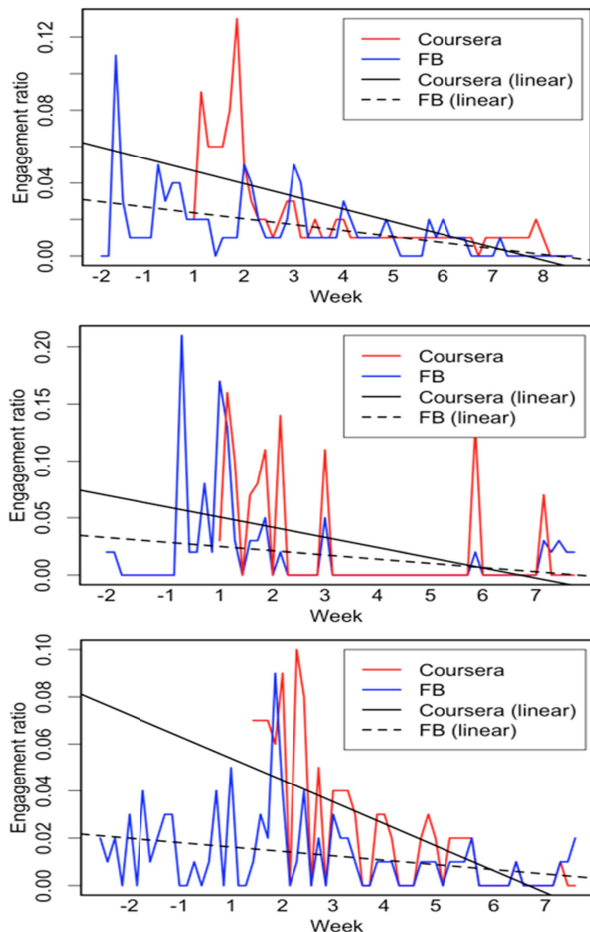 Engagement ratio
0.12
0.08
0.04
0.00
Coursera
FB
Coursera (linear)
FB (linear)
-2 -1 1 2 3 4 5 6 7 8
Week
Engagement ratio
0.20
0.15
0.10
0.05
0.00
Coursera
FB
Coursera (linear)
FB (linear)
-2 -1 1 2 3 4 5 6 7
Week
Engagement ratio
0.10
0.08
0.06
0.04
0.02
0.00
Coursera
FB
Coursera (linear)
FB (linear)
-2 -1 1 2 3 4 5 6 7
Week